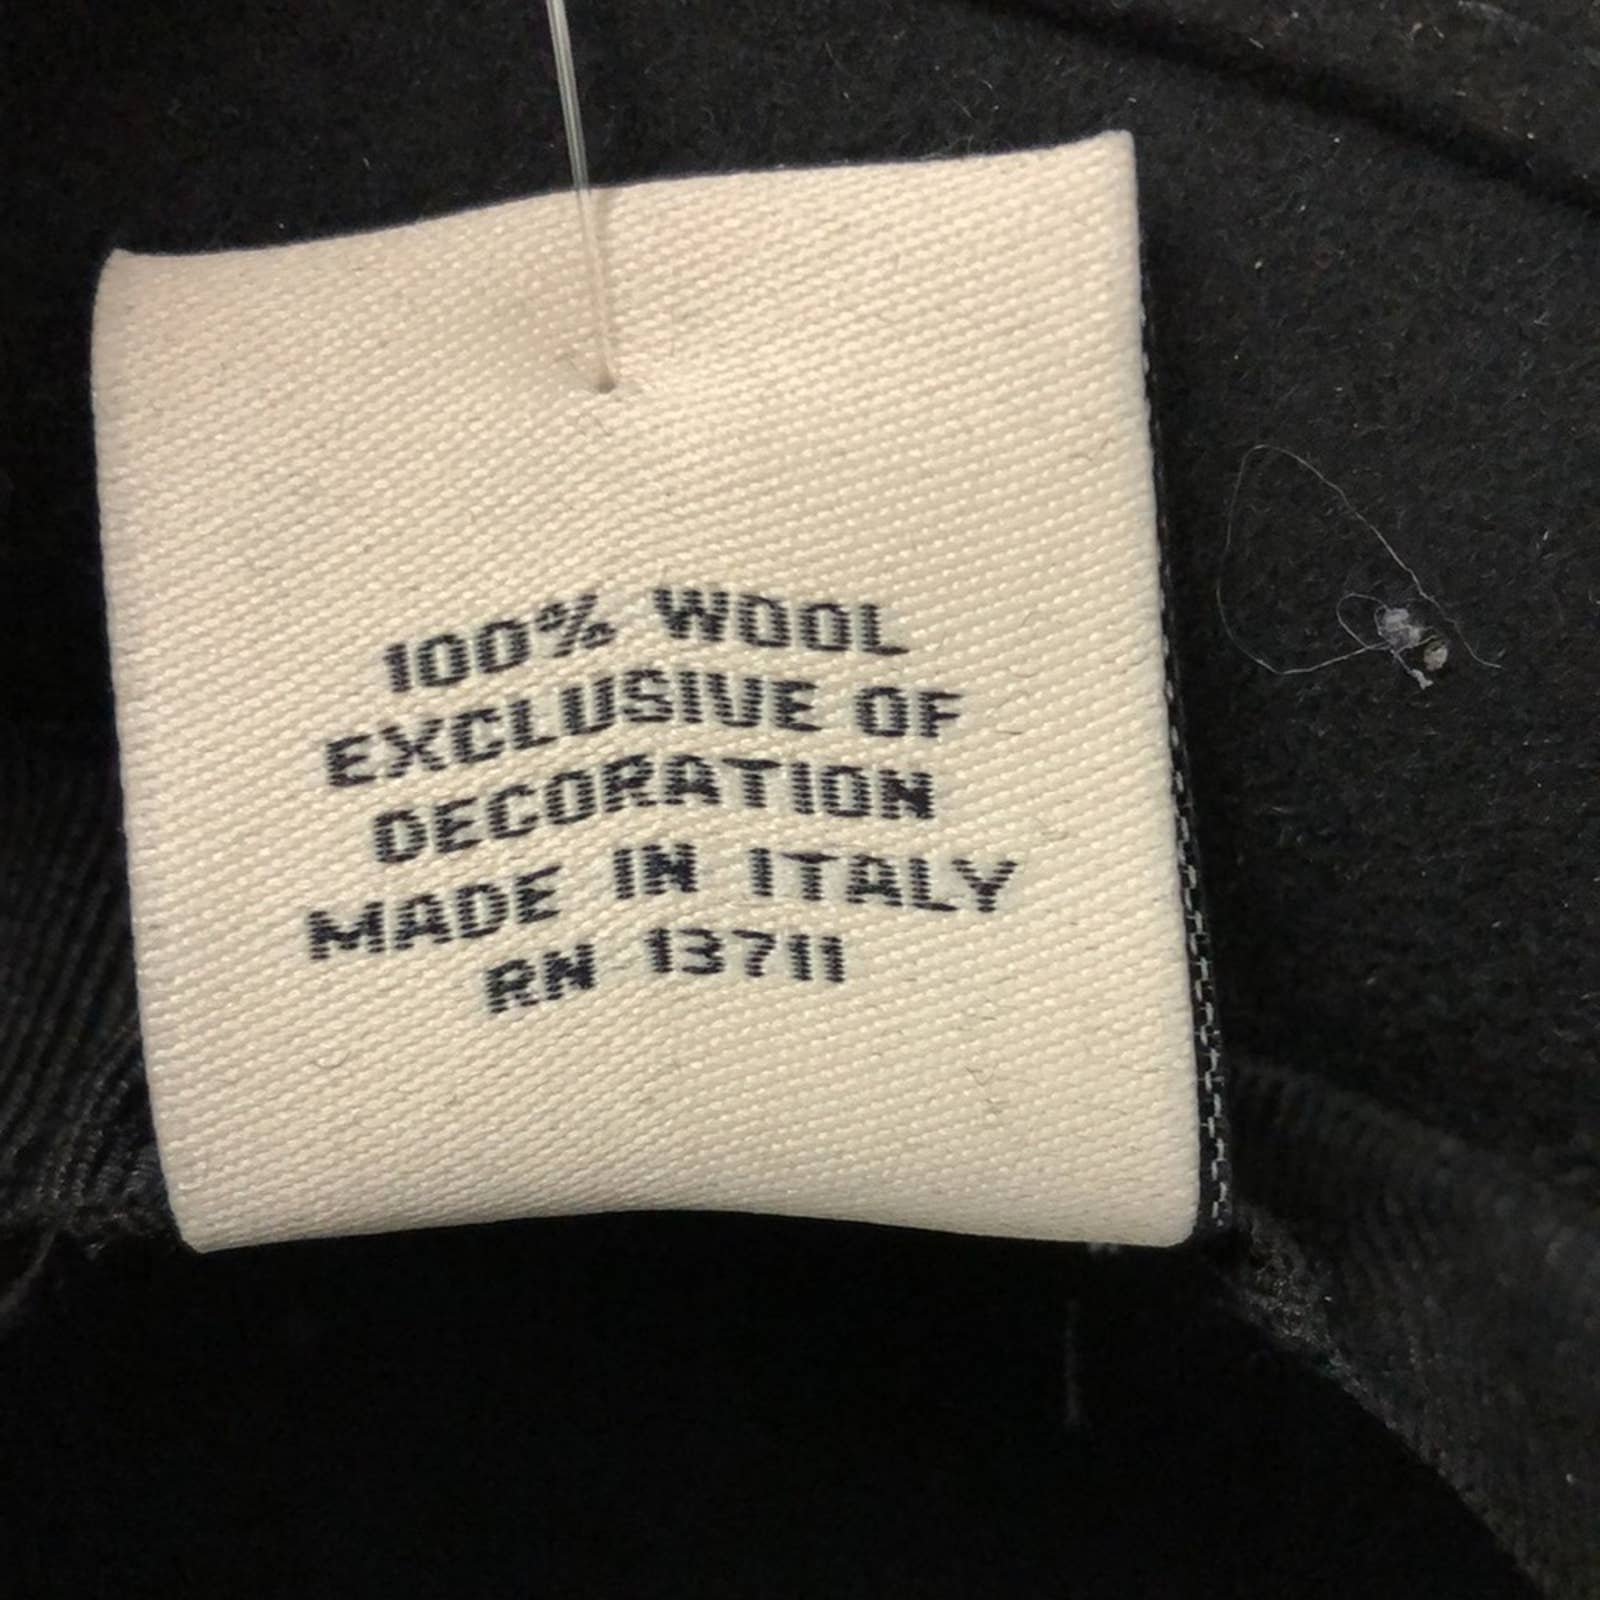 100% WOOL
EXCLUSIVE OF
DECORATION
MADE IN ITALY
RN 13711